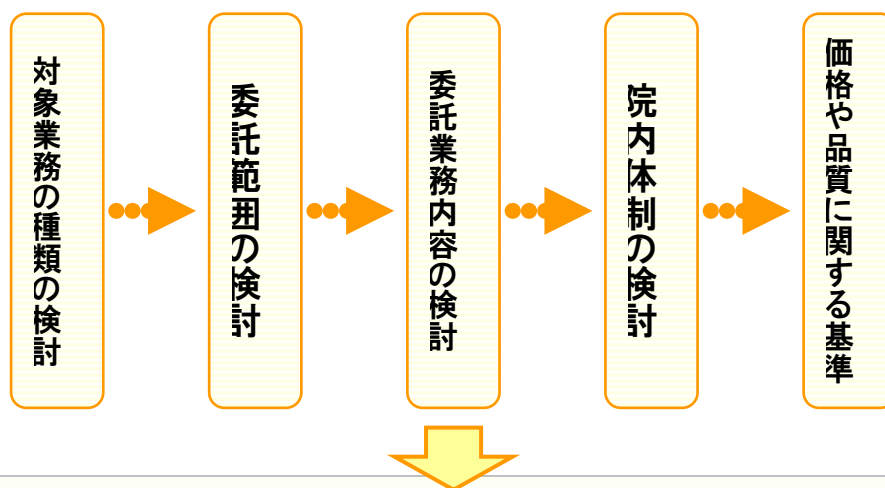 対象業務の種類の検討
委託範囲の検討
委託業務内容の検討
院内体制の検討
価格や品質に関する基準